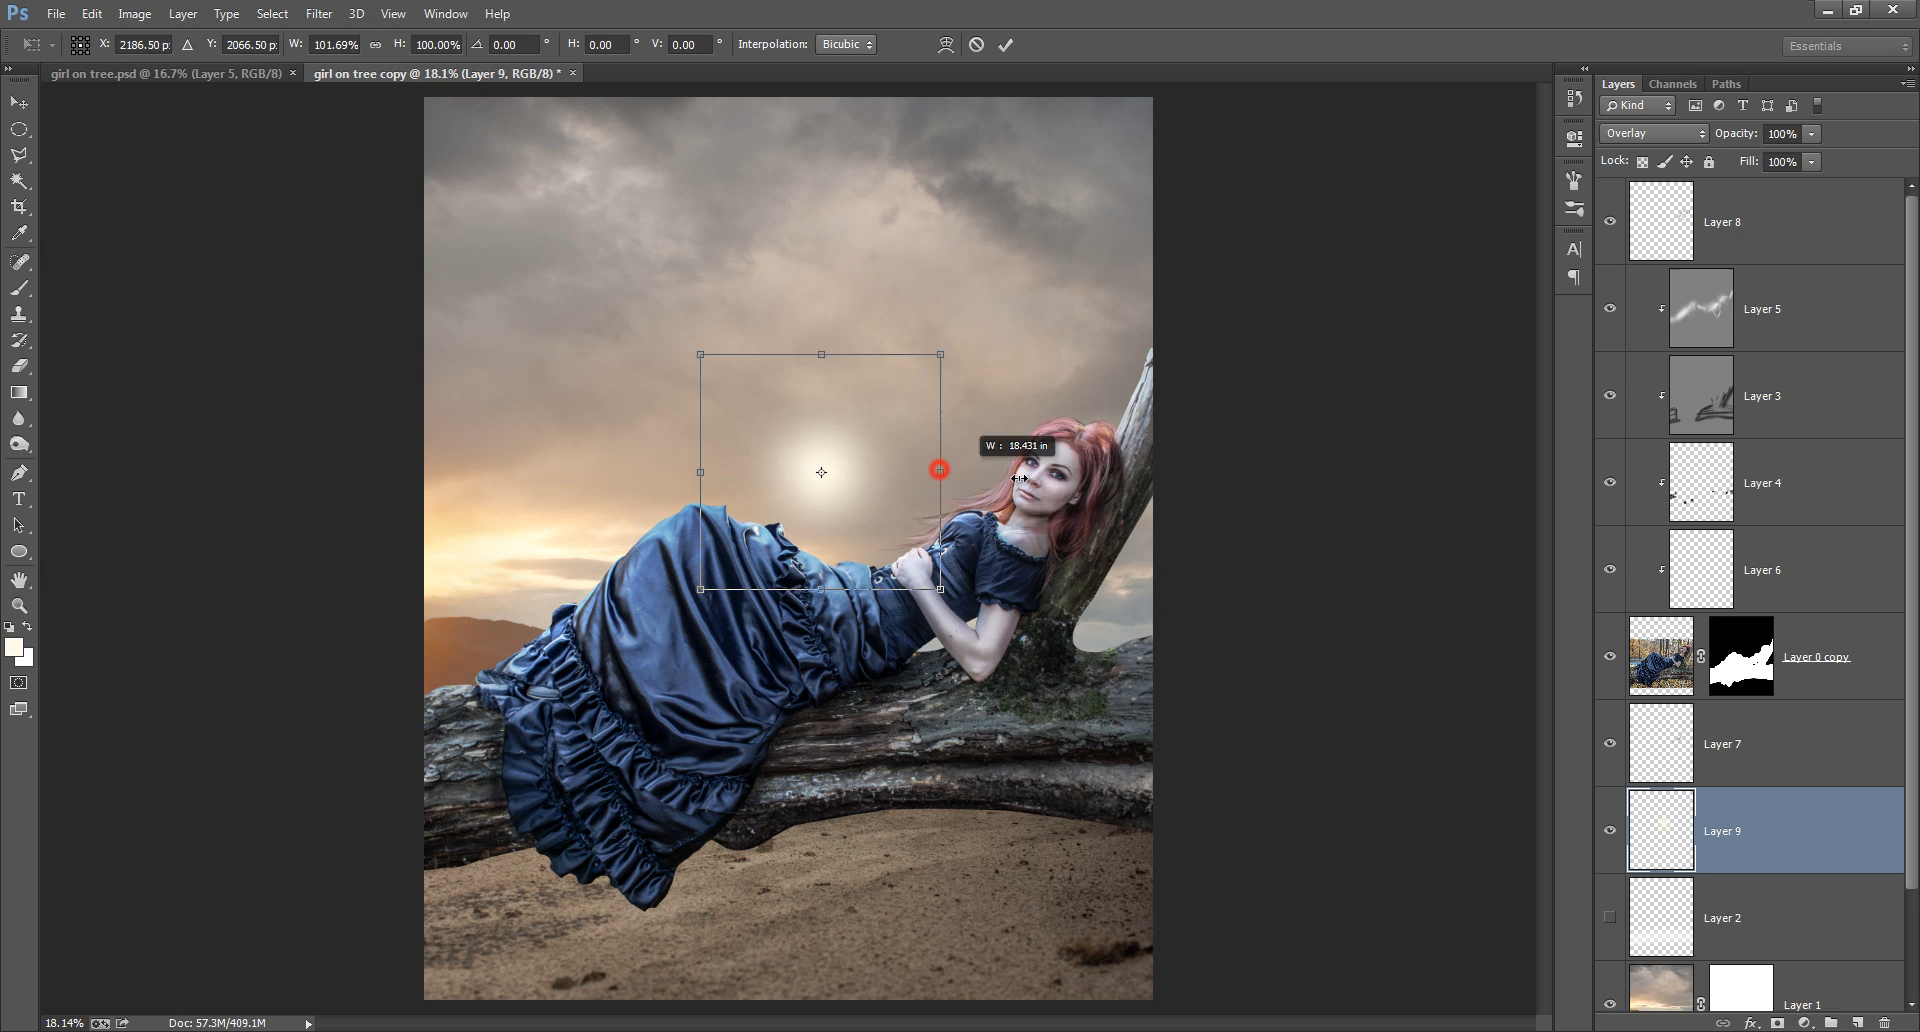 Ps File Edit Image Layer Type Select Filter 3D View Window Help
X: 2186.50 p: Y: 2066.50 p: W: 101.69% H: 100.00% 0.00 ° H: 0.00 ° V: 0.00 ° Interpolation: Bicubic Essentials
girl on tree.psd @ 16.7% (Layer 5, RGB/8) × girl on tree copy @ 18.1% (Layer 9, RGB/8) * ×
Layers Channels Paths
Kind
Overlay Opacity: 100%
Lock: Fill: 100%
Layer 8
Layer 5
Layer 3
W : 18.431 in
Layer 4
Layer 6
Layer 0 copy
Layer 7
Layer 9
Layer 2
Layer 1
18.14% Doc: 57.3M/409.1M